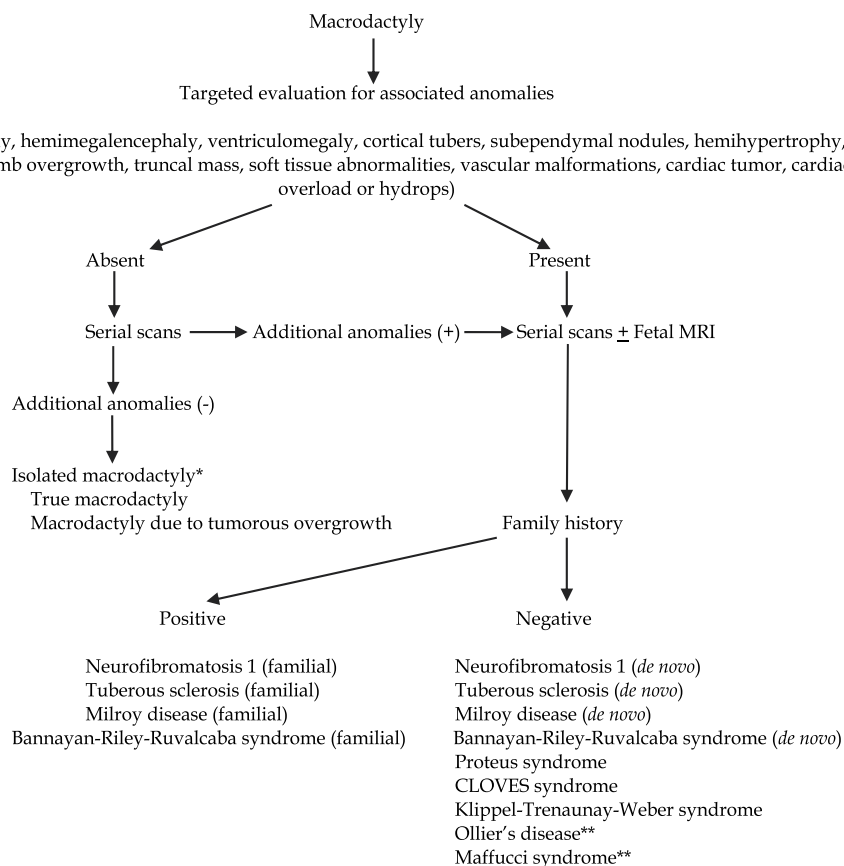 Macrodactyly
Targeted evaluation for associated anomalies
hemimegalencephaly, ventriculomegaly, cortical tubers, subependymal nodules, hemihypertrophy,
overgrowth, truncal mass, soft tissue abnormalities, vascular malformations, cardiac tumor,
overload or hydrops)
Absent
Present
Serial scans
Additional anomalies (+)
Serial scans ± Fetal MRI
Additional anomalies (-)
Isolated macrodactyly*
True macrodactyly
Macrodactyly due to tumorous overgrowth
Family history
Positive
Negative
Neurofibromatosis 1 (familial)
Tuberous sclerosis (familial)
Milroy disease (familial)
Bannayan-Riley-Ruvalcaba syndrome (familial)
Neurofibromatosis 1 (de novo)
Tuberous sclerosis (de novo)
Milroy disease (de novo)
Bannayan-Riley-Ruvalcaba syndrome (de novo)
Proteus syndrome
CLOVES syndrome
Klippel-Trenaunay-Weber syndrome
Ollier’s disease**
Maffucci syndrome**